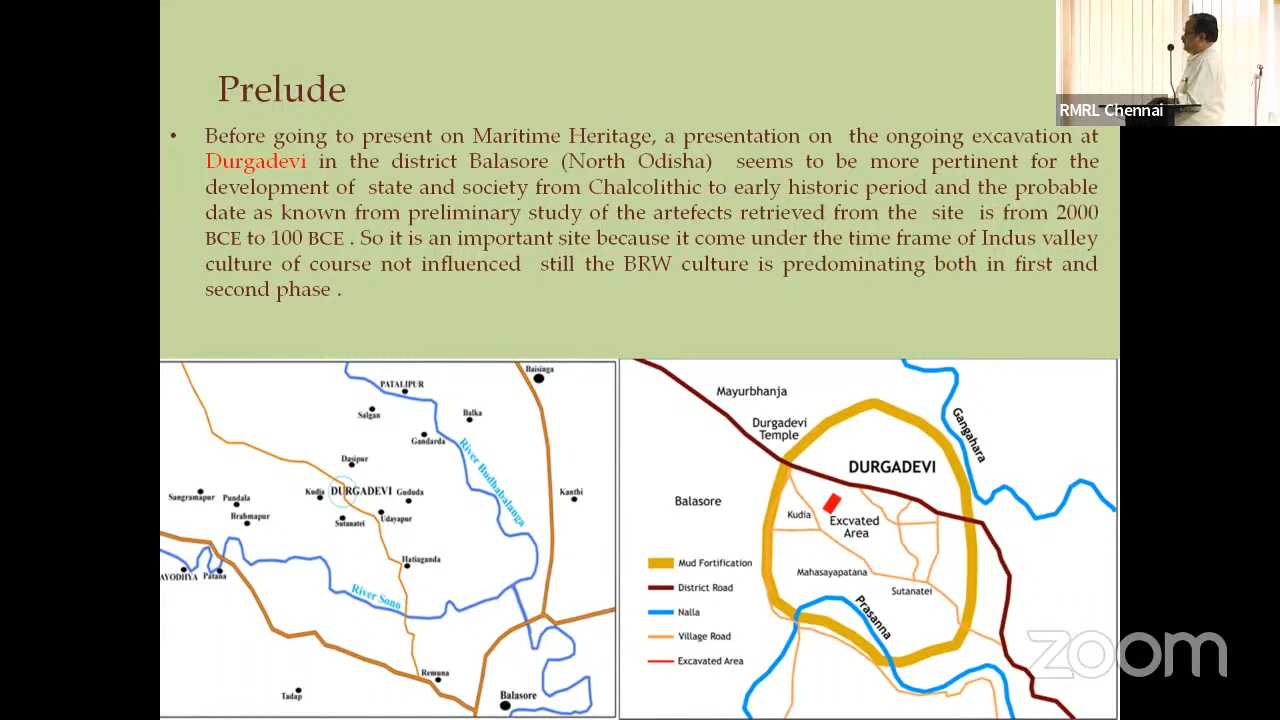 RMRL Chennai
Prelude
• Before going to present on Maritime Heritage, a presentation on the ongoing excavation at
Durgadevi in the district Balasore (North Odisha) seems to be more pertinent for the
development of state and society from Chalcolithic to early historic period and the probable
date as known from preliminary study of the artefects retrieved from the site is from 2000
BCE to 100 BCE . So it is an important site because it come under the time frame of Indus valley
culture of course not influenced still the BRW culture is predominating both in first and
second phase .
Baisinga
PATALIPUR
Salgan
Balka
Gandarda
River Budhabalanga
Dasipur
Kudia
DURGADEVI
Gududa
Kanthi
Sangramapur
Pundala
Brahmapur
Sutanatei
Udayapur
Hatiaganda
AYODHYA
Patana
River Sono
Remuna
Tadap
Balasore
Mayurbhanja
Durgadevi
Temple
Gangahara
DURGADEVI
Balasore
Kudia
Excvated
Area
Mahasayapatana
Sutanatei
Prasanna
Mud Fortification
District Road
Nalla
Village Road
Excavated Area
zoom